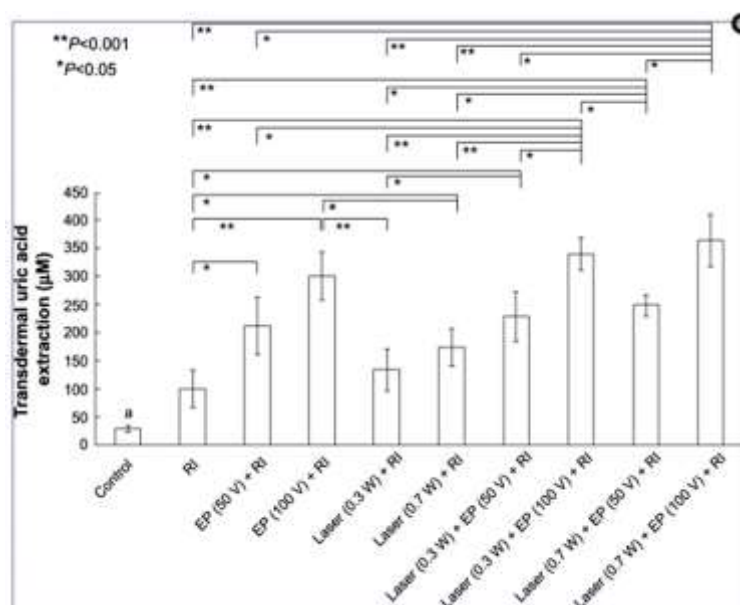 **P<0.001
*P<0.05
** * ** ** * *
** * * *
** * ** ** *
* *
* *
** **
*
450
400
350
300
250
200
150
100
50
0
Transdermal uric acid
extraction (µM)
a
Control
RI
EP (50 V) + RI
EP (100 V) + RI
Laser (0.3 W) + RI
Laser (0.7 W) + RI
Laser (0.3 W) + EP (50 V) + RI
Laser (0.3 W) + EP (100 V) + RI
Laser (0.7 W) + EP (50 V) + RI
Laser (0.7 W) + EP (100 V) + RI